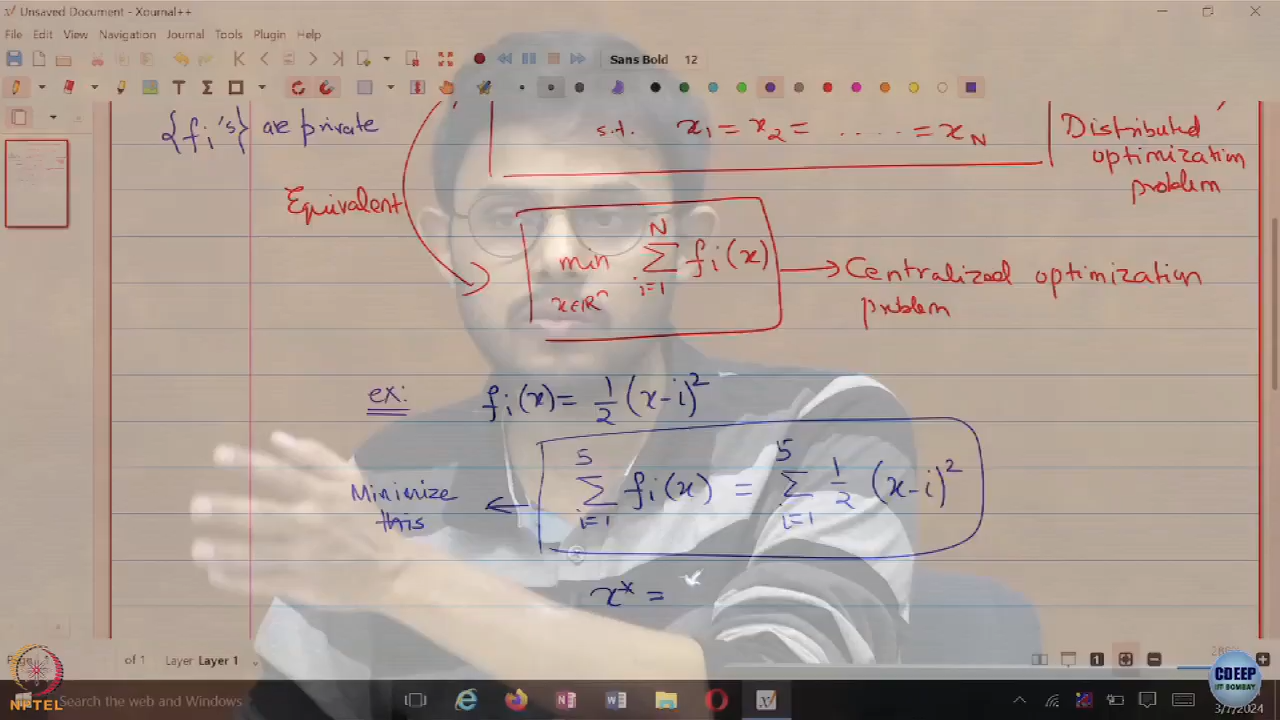 Unsaved Document - Xournal++
File Edit View Navigation Journal Tools Plugin Help
Sans Bold 12
{fi's} are private
s.t. x1 = x2 = ..... = xN
Distributed
optimization
problem
Equivalent
min Σ fi(x)
x∈ℝⁿ i=1 N
Centralized optimization
problem
ex: fi(x) = 1/2 (x-i)²
Minimize
this
5 Σ i=1 fi(x) = 5 Σ i=1 1/2 (x-i)²
x* =
of 1 Layer Layer 1
Search the web and Windows
NPTEL
CDEEP
IIT BOMBAY
3/7/2024